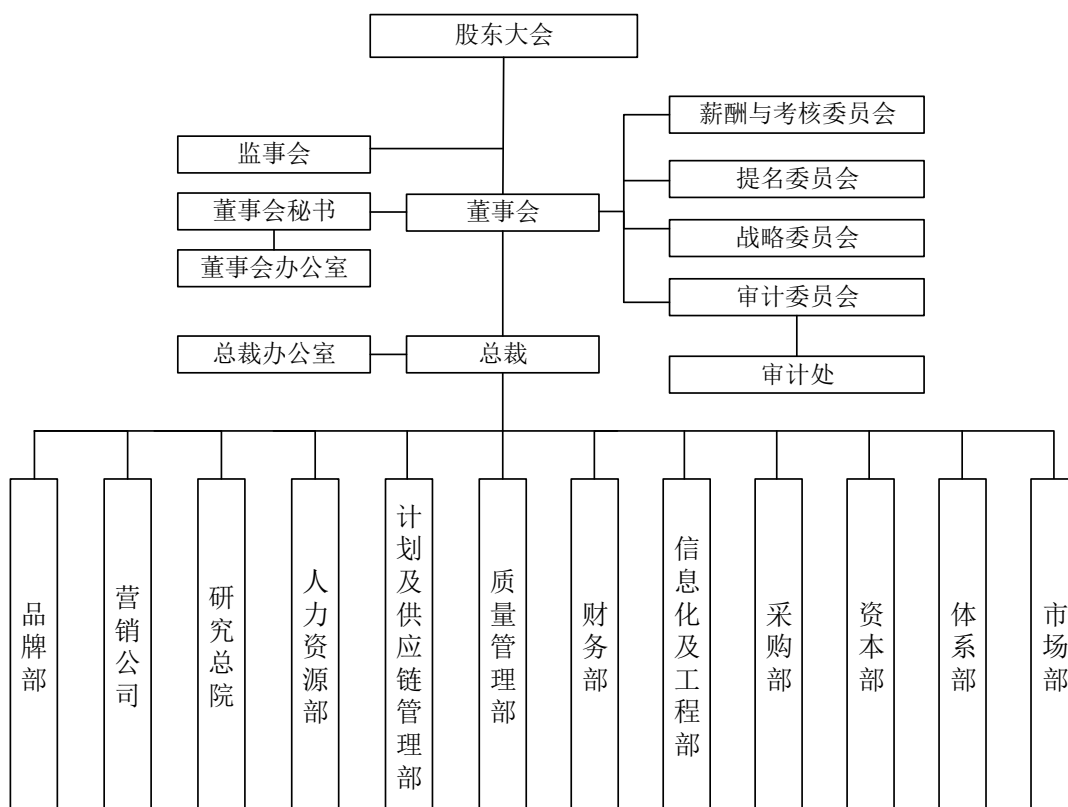 股东大会
薪酬与考核委员会
监事会
提名委员会
董事会秘书
董事会
战略委员会
董事会办公室
审计委员会
总裁办公室
总裁
审计处
品牌部
营销公司
研究总院
人力资源部
计划及供应链管理部
质量管理部
财务部
信息化及工程部
采购部
资本部
体系部
市场部